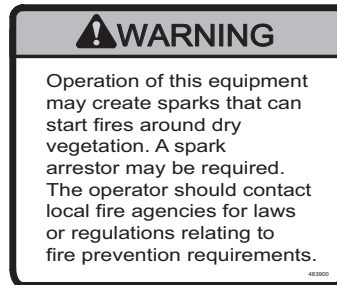 WARNING
Operation of this equipment
may create sparks that can
start fires around dry
vegetation. A spark
arrestor may be required.
The operator should contact
local fire agencies for laws
or regulations relating to
fire prevention requirements.
483900